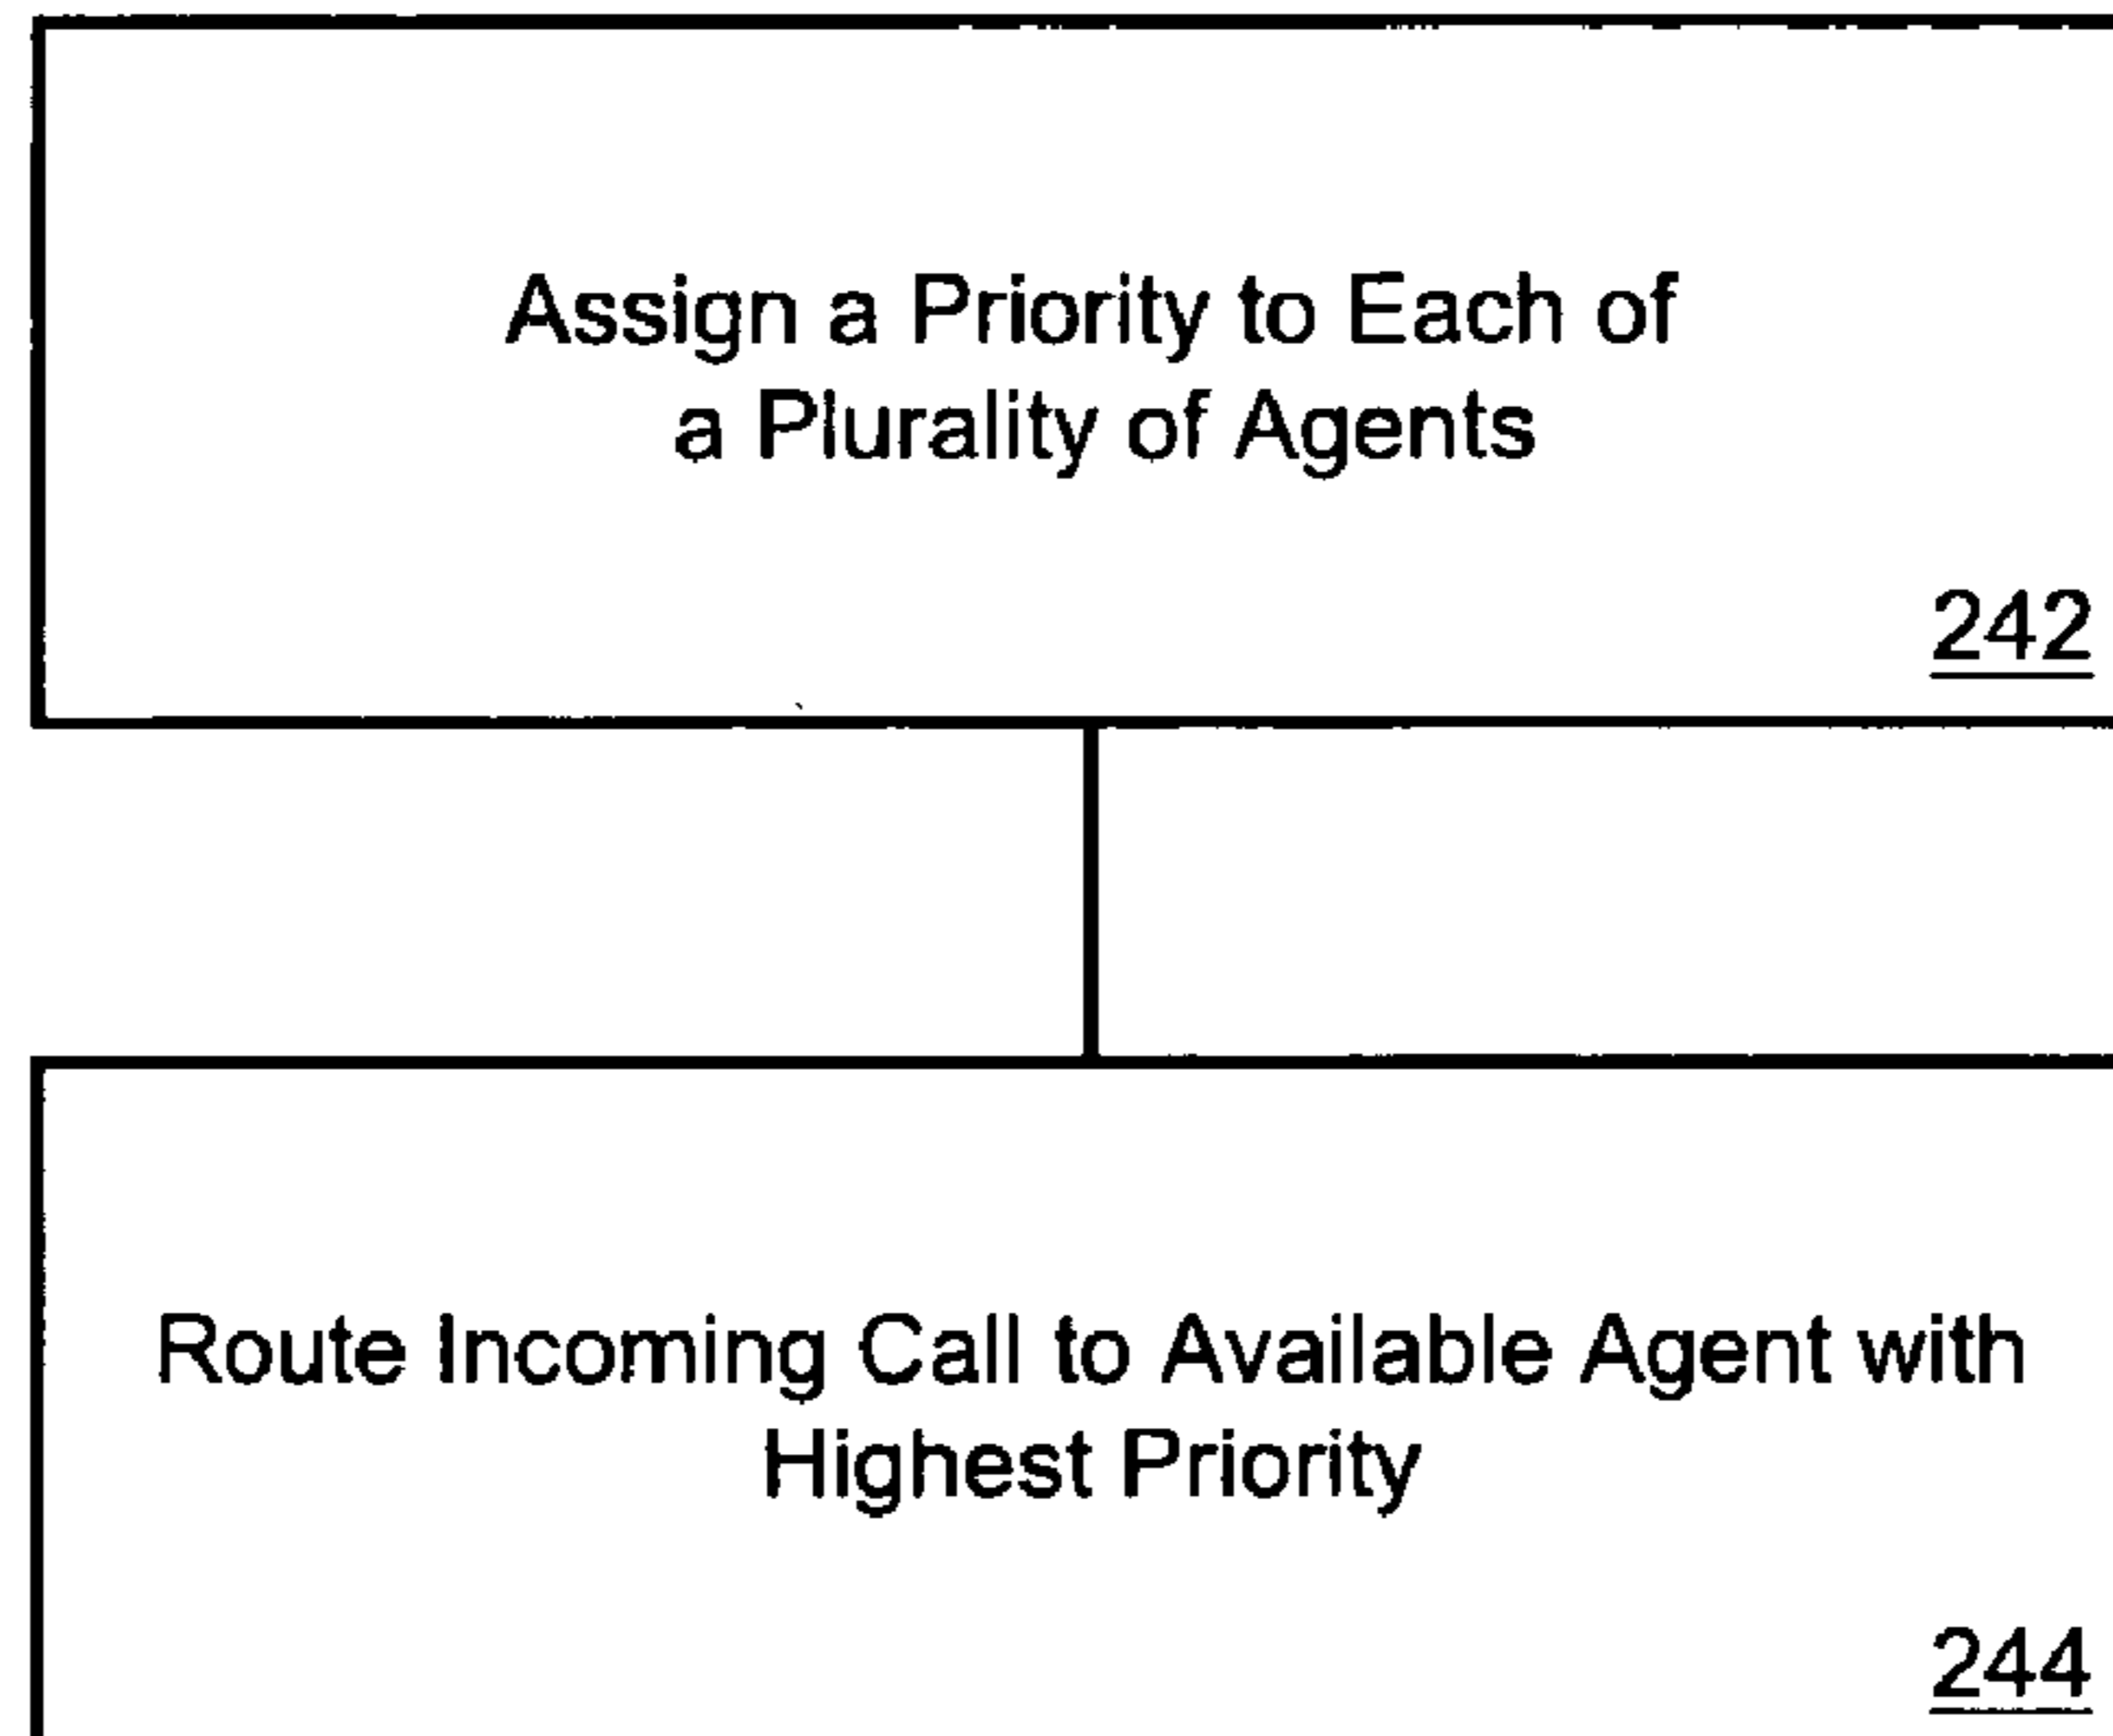 Assign a Priority to Each of
a Plurality of Agents
242
Route Incoming Call to Available Agent with
Highest Priority
244